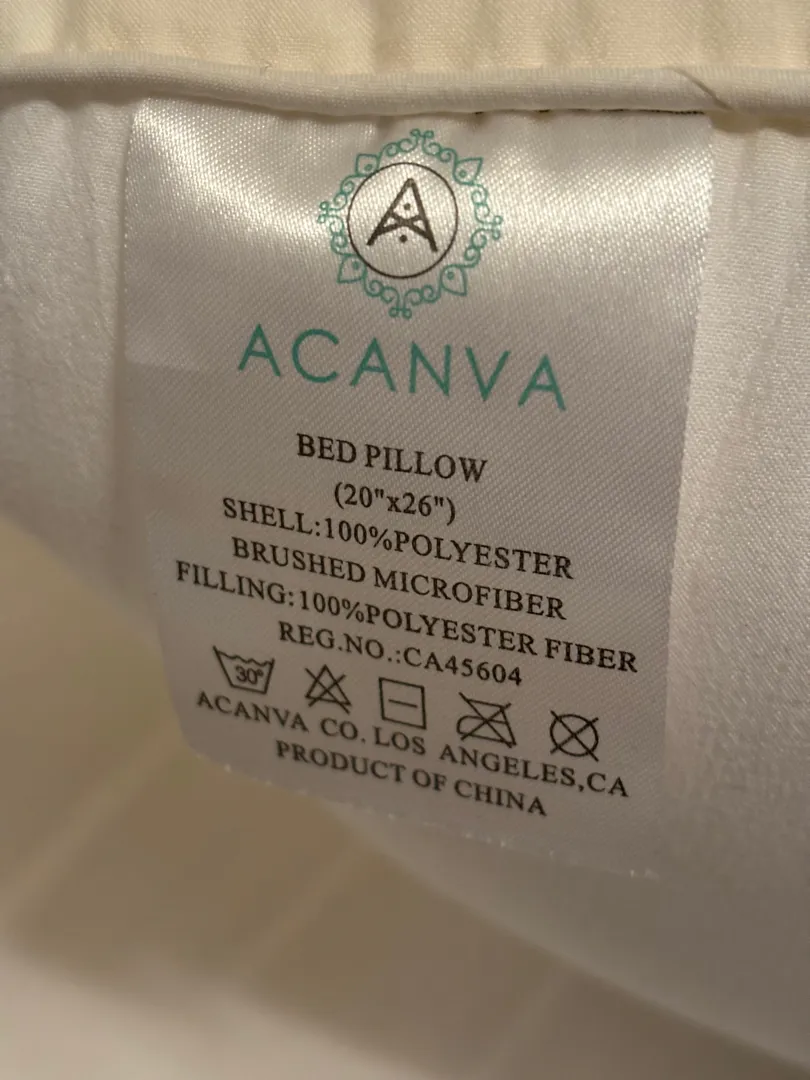 A
ACANVA
BED PILLOW
(20"x26")
SHELL:100%POLYESTER
BRUSHED MICROFIBER
FILLING:100%POLYESTER FIBER
REG.NO.:CA45604
30°
ACANVA CO. LOS ANGELES,CA
PRODUCT OF CHINA